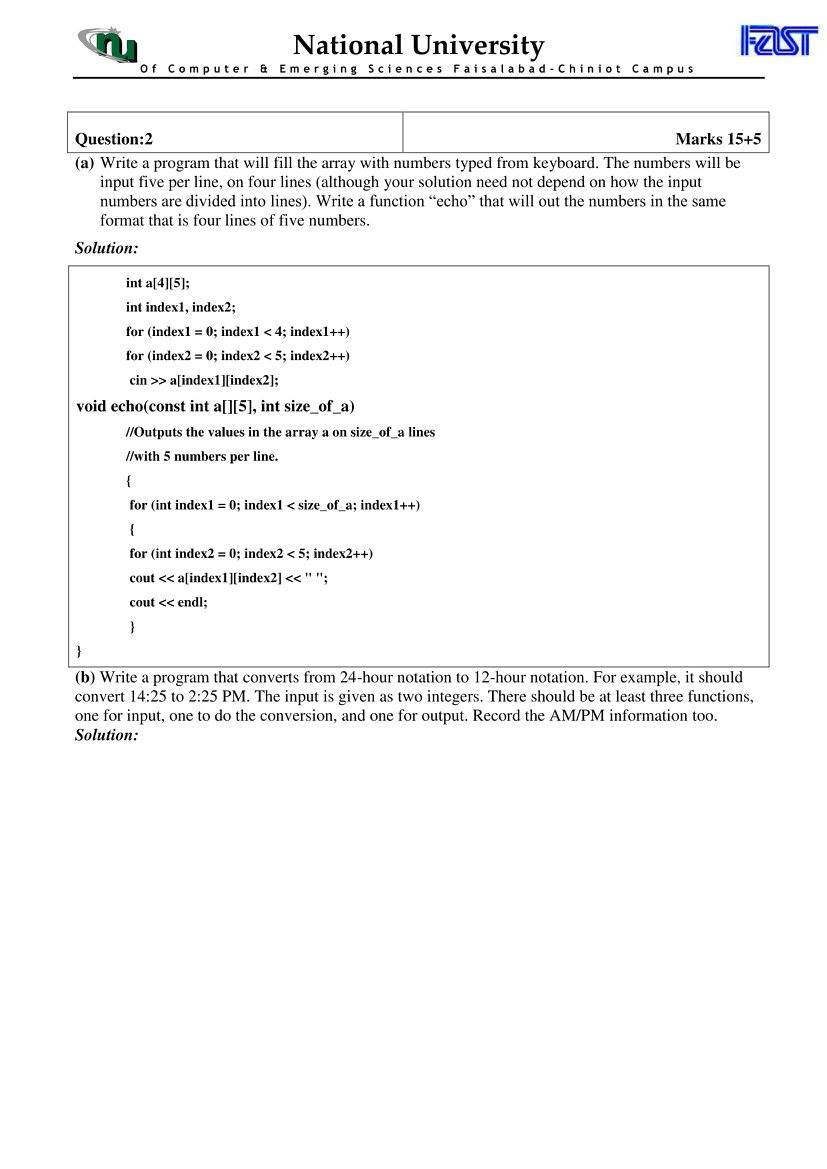 nu
National University
FAST
Of Computer & Emerging Sciences Faisalabad-Chiniot Campus
Question:2 Marks 15+5
(a) Write a program that will fill the array with numbers typed from keyboard. The numbers will be
input five per line, on four lines (although your solution need not depend on how the input
numbers are divided into lines). Write a function “echo” that will out the numbers in the same
format that is four lines of five numbers.
Solution:
int a[4][5];
int index1, index2;
for (index1 = 0; index1 < 4; index1++)
for (index2 = 0; index2 < 5; index2++)
cin >> a[index1][index2];
void echo(const int a[][5], int size_of_a)
//Outputs the values in the array a on size_of_a lines
//with 5 numbers per line.
{
for (int index1 = 0; index1 < size_of_a; index1++)
{
for (int index2 = 0; index2 < 5; index2++)
cout << a[index1][index2] << " ";
cout << endl;
}
}
(b) Write a program that converts from 24-hour notation to 12-hour notation. For example, it should
convert 14:25 to 2:25 PM. The input is given as two integers. There should be at least three functions,
one for input, one to do the conversion, and one for output. Record the AM/PM information too.
Solution: